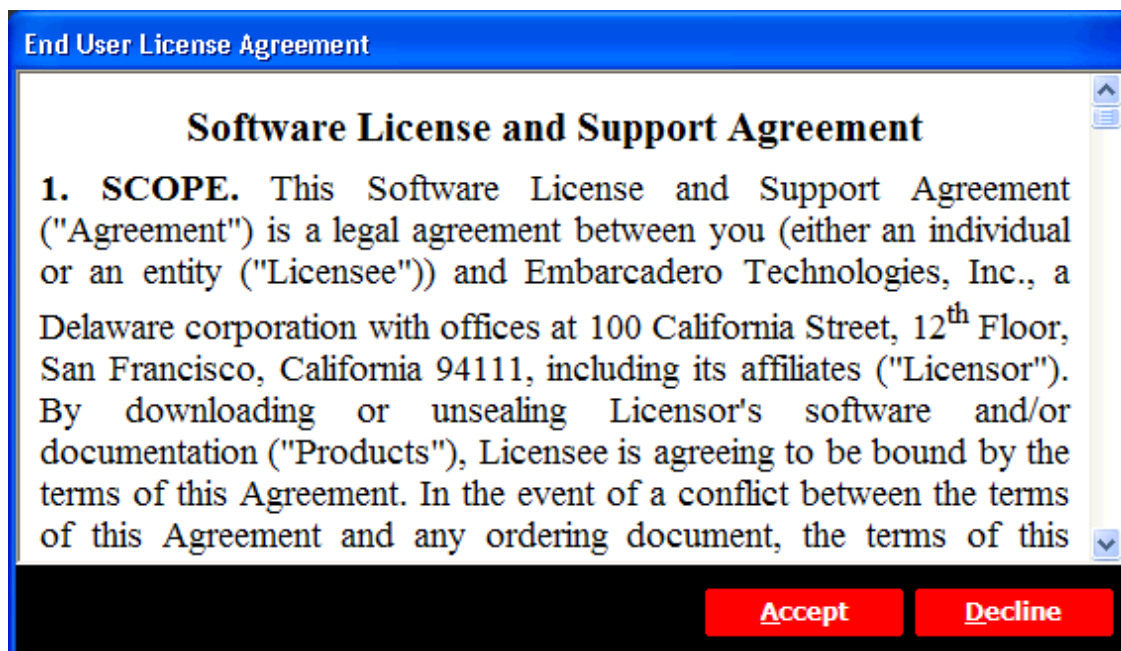 End User License Agreement
Software License and Support Agreement
1. SCOPE. This Software License and Support Agreement
("Agreement") is a legal agreement between you (either an individual
or an entity ("Licensee")) and Embarcadero Technologies, Inc., a
Delaware corporation with offices at 100 California Street, 12th Floor,
San Francisco, California 94111, including its affiliates ("Licensor").
By downloading or unsealing Licensor's software and/or
documentation ("Products"), Licensee is agreeing to be bound by the
terms of this Agreement. In the event of a conflict between the terms
of this Agreement and any ordering document, the terms of this
Accept Decline